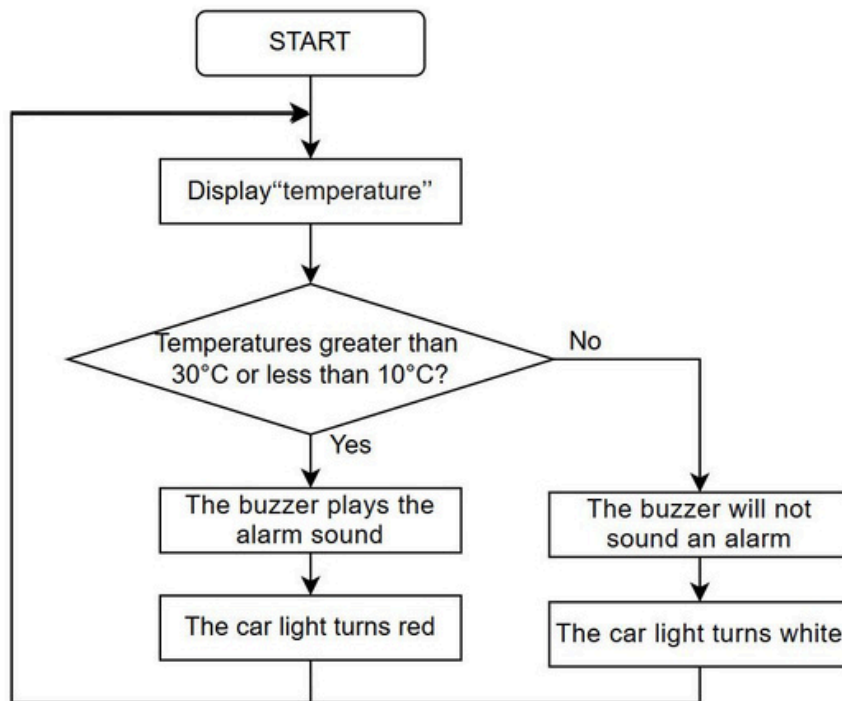 START
Display“temperature”
Temperatures greater than
30°C or less than 10°C?
No
Yes
The buzzer plays the
alarm sound
The buzzer will not
sound an alarm
The car light turns red
The car light turns white